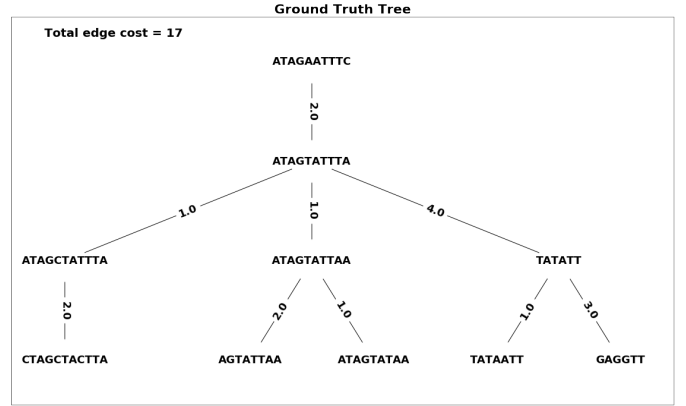 Ground Truth Tree
Total edge cost = 17
ATAGAATTTC
2.0
ATAGTATTTA
1.0 1.0 4.0
ATAGCTATTTA ATAGTATTAA TATATT
2.0 2.0 1.0 1.0 3.0
CTAGCTACTTA AGTATTAA ATAGTATAA TATAATT GAGGTT